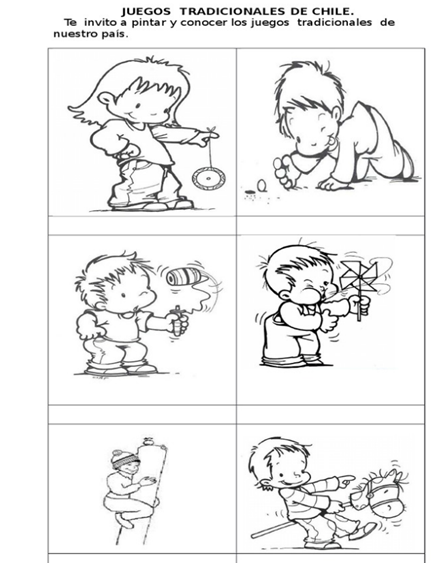 JUEGOS TRADICIONALES DE CHILE.
Te invito a pintar y conocer los juegos tradicionales de
nuestro país.